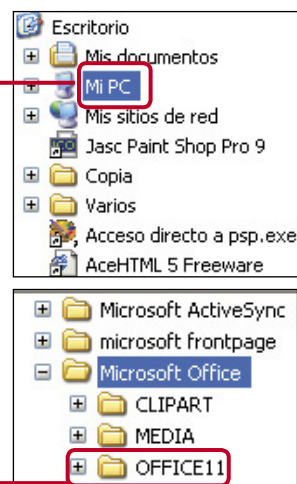 Escritorio
Mis documentos
Mi PC
Mis sitios de red
Jasc Paint Shop Pro 9
Copia
Varios
Acceso directo a psp.exe
AceHTML 5 Freeware
Microsoft ActiveSync
microsoft frontpage
Microsoft Office
CLIPART
MEDIA
OFFICE11